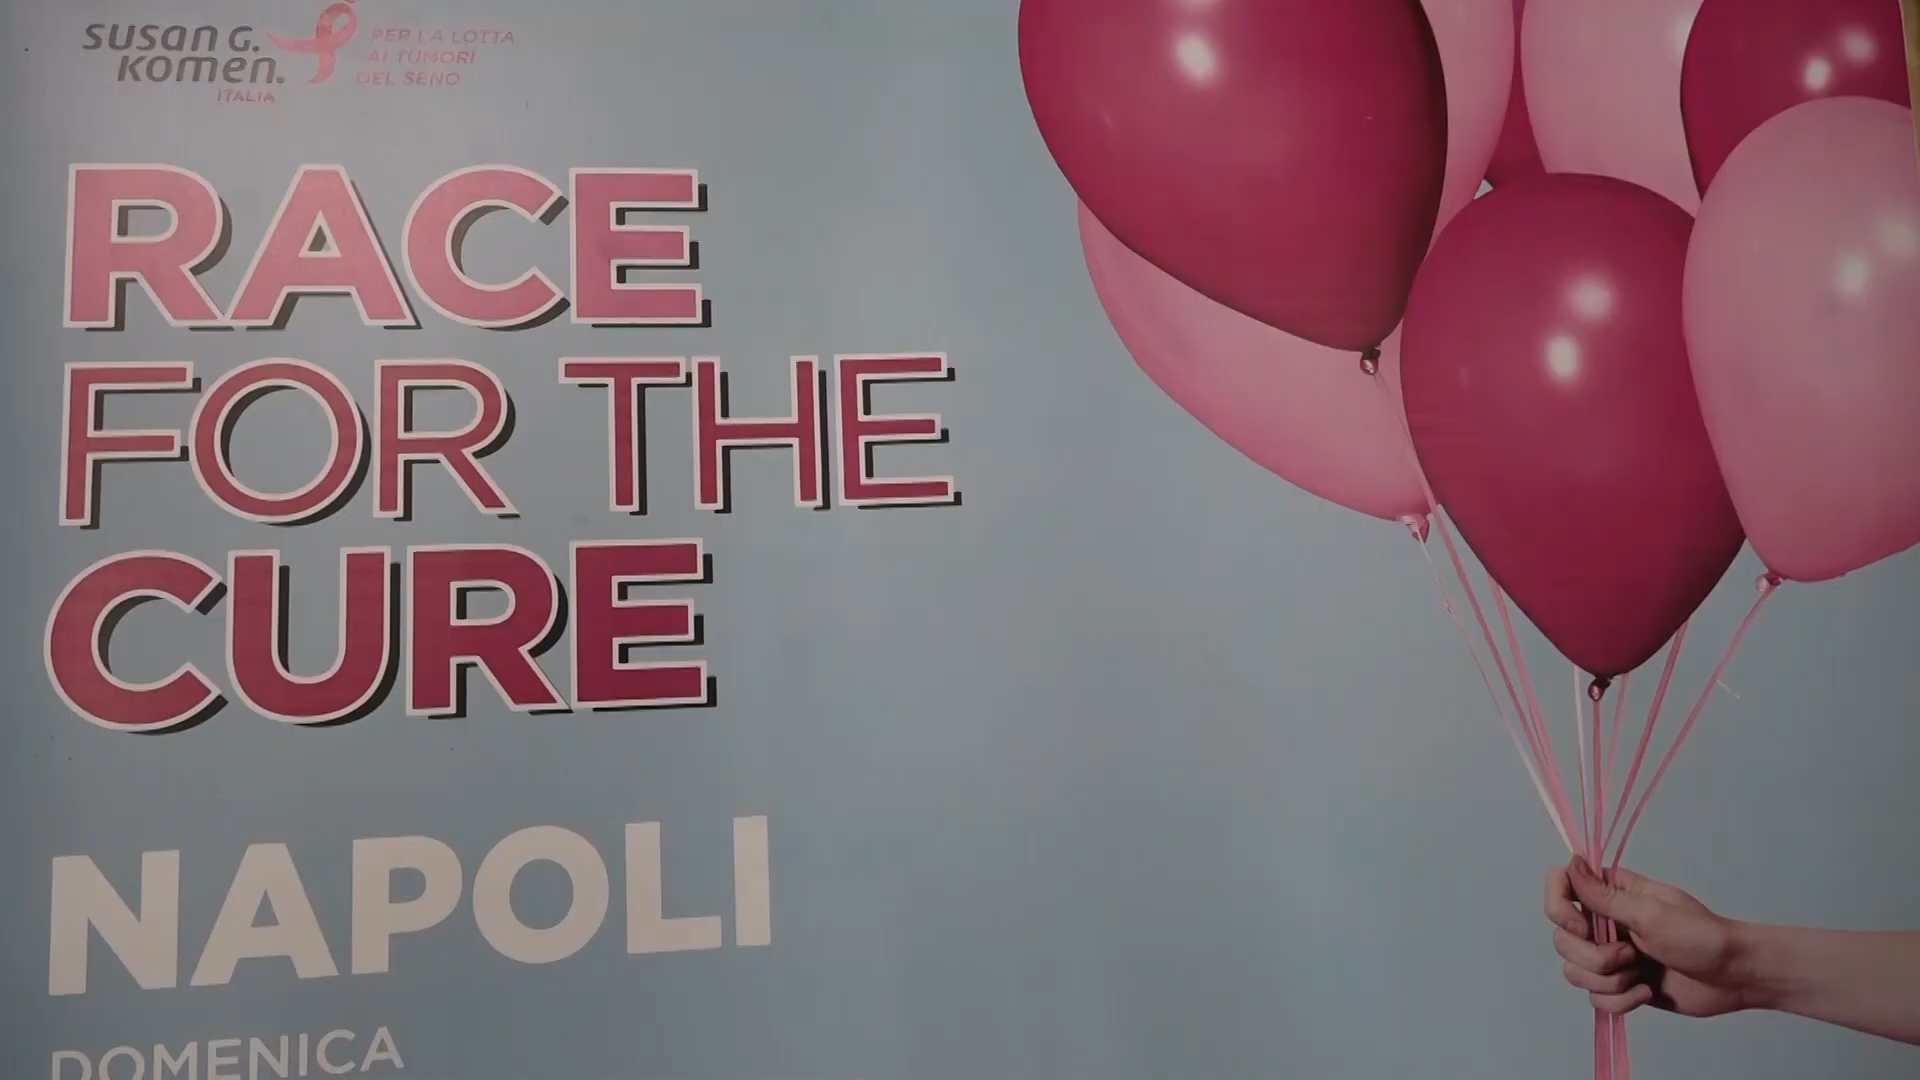 susan G.
komen.
ITALIA
PER LA LOTTA
AI TUMORI
DEL SENO
RACE
FOR THE
CURE
NAPOLI
DOMENICA